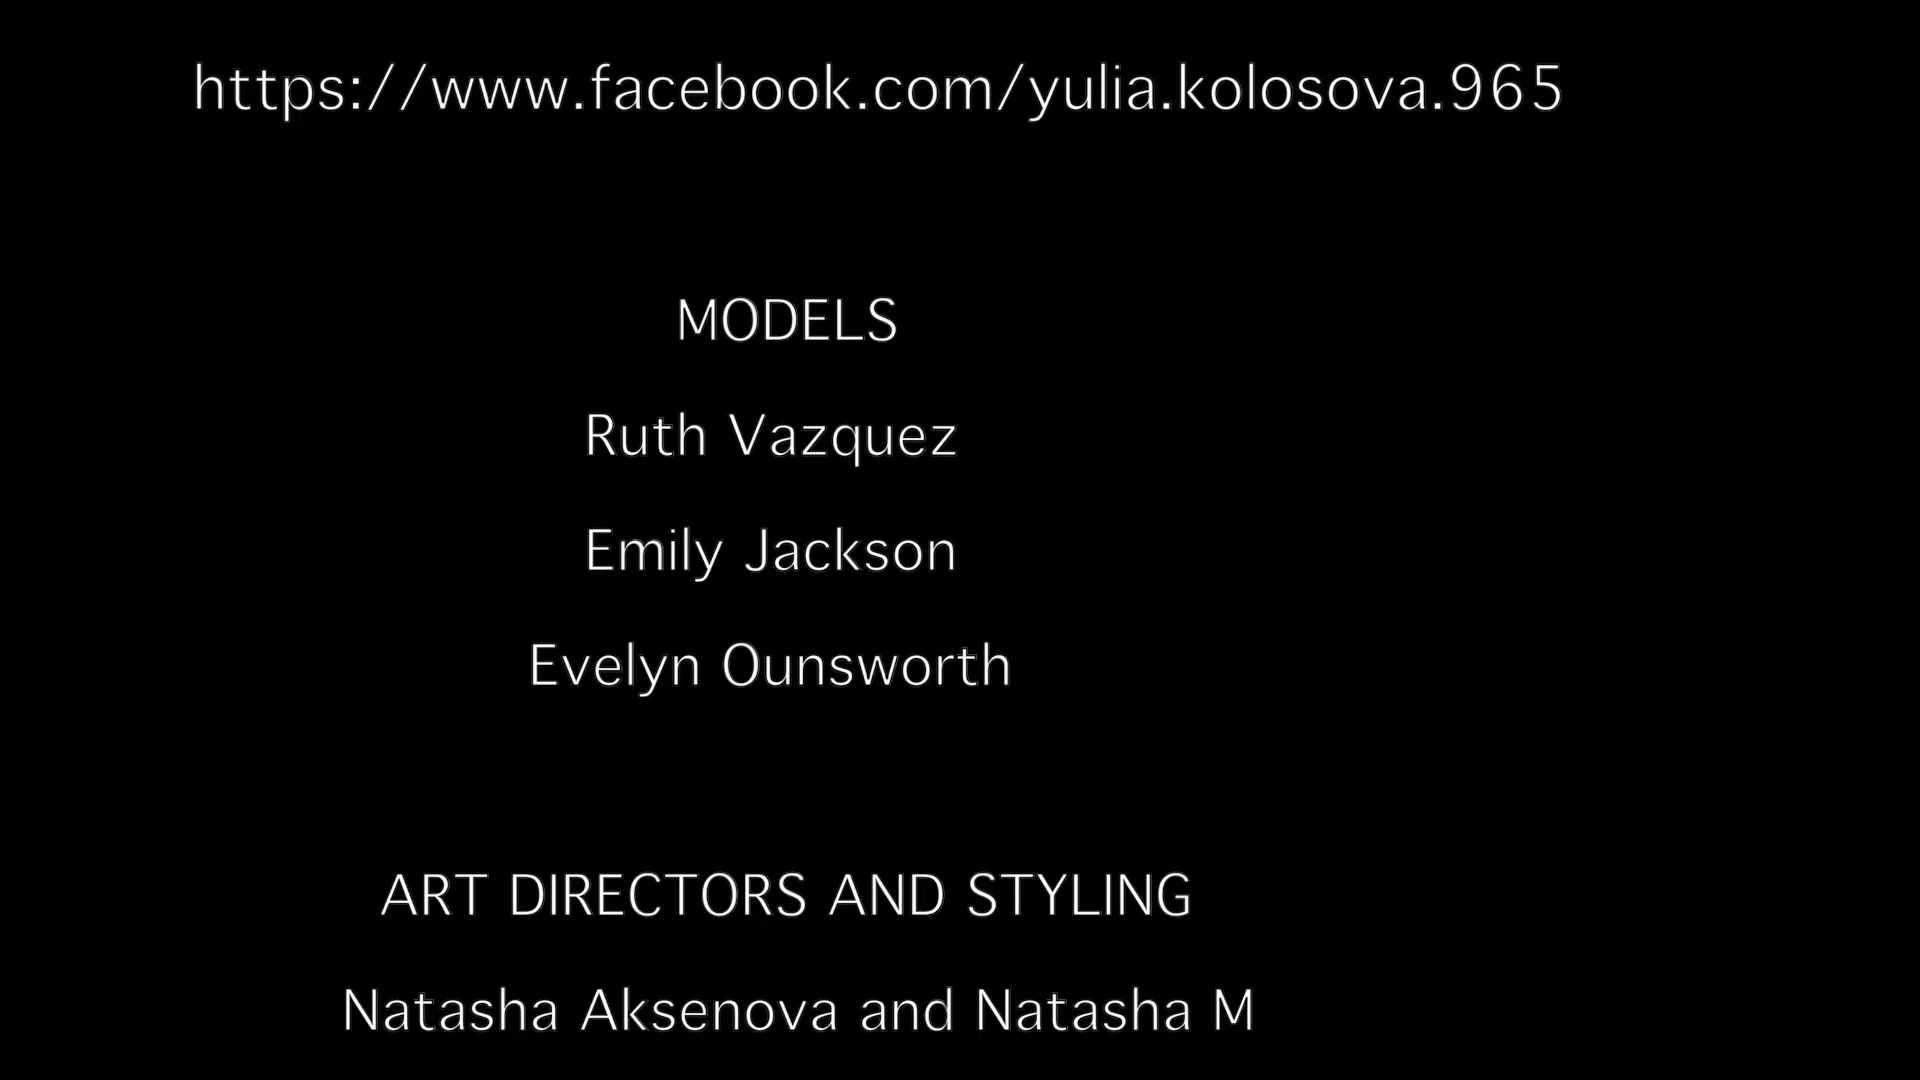 https://www.facebook.com/yulia.kolosova.965
MODELS
Ruth Vazquez
Emily Jackson
Evelyn Ounsworth
ART DIRECTORS AND STYLING
Natasha Aksenova and Natasha M